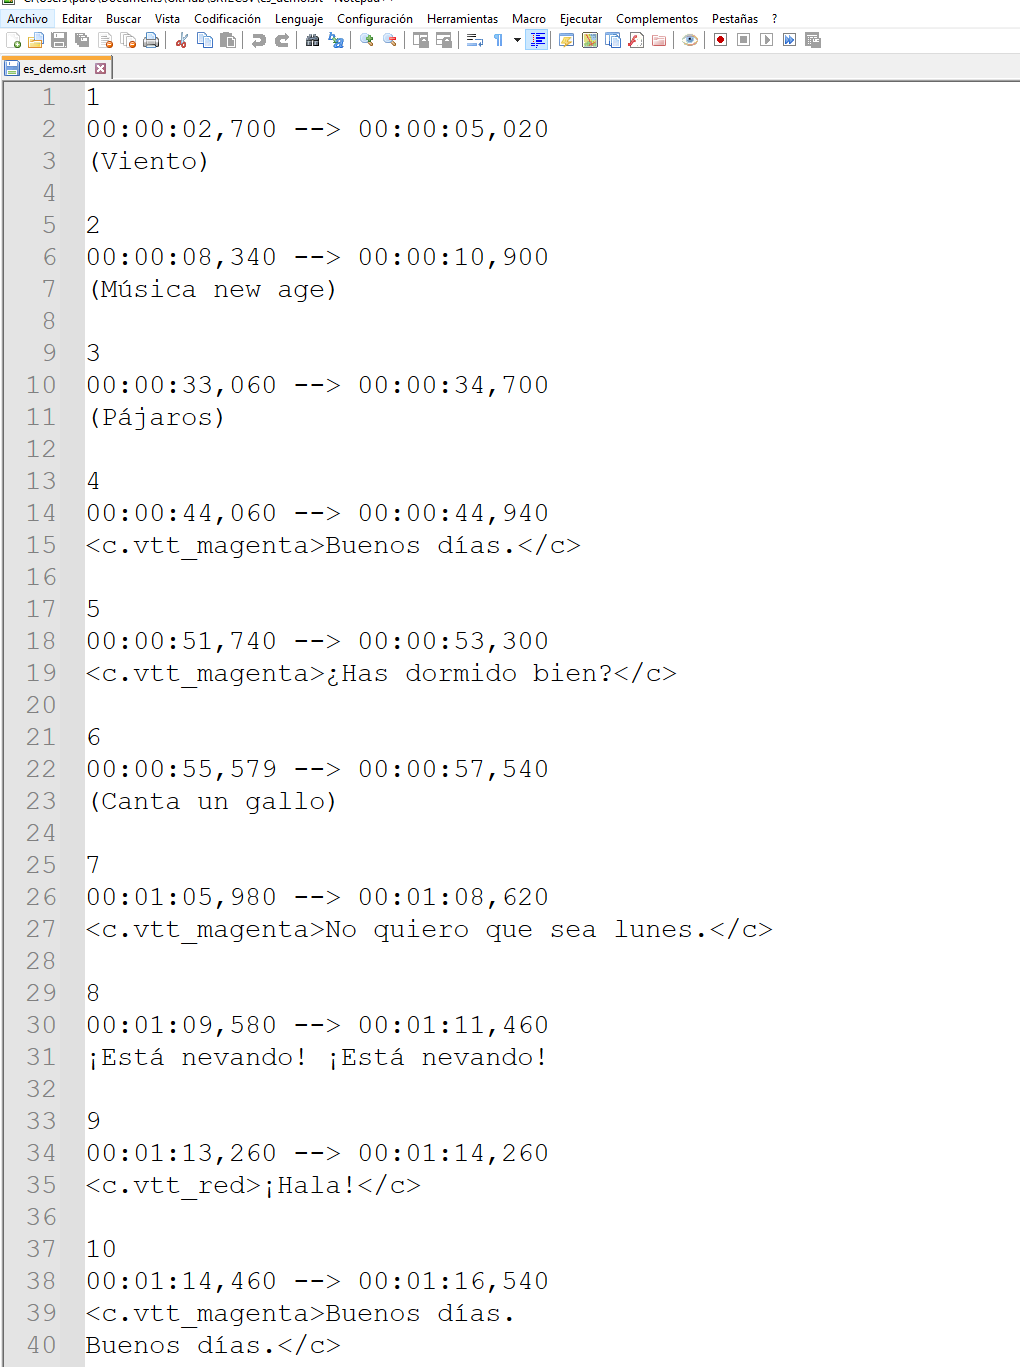 Archivo Editar Buscar Vista Codificación Lenguaje Configuración Herramientas Macro Ejecutar Complementos Pestañas ?
es_demo.srt
1 1
2 00:00:02,700 --> 00:00:05,020
3 (Viento)
4
5 2
6 00:00:08,340 --> 00:00:10,900
7 (Música new age)
8
9 3
10 00:00:33,060 --> 00:00:34,700
11 (Pájaros)
12
13 4
14 00:00:44,060 --> 00:00:44,940
15 <c.vtt_magenta>Buenos días.</c>
16
17 5
18 00:00:51,740 --> 00:00:53,300
19 <c.vtt_magenta>¿Has dormido bien?</c>
20
21 6
22 00:00:55,579 --> 00:00:57,540
23 (Canta un gallo)
24
25 7
26 00:01:05,980 --> 00:01:08,620
27 <c.vtt_magenta>No quiero que sea lunes.</c>
28
29 8
30 00:01:09,580 --> 00:01:11,460
31 ¡Está nevando! ¡Está nevando!
32
33 9
34 00:01:13,260 --> 00:01:14,260
35 <c.vtt_red>¡Hala!</c>
36
37 10
38 00:01:14,460 --> 00:01:16,540
39 <c.vtt_magenta>Buenos días.
40 Buenos días.</c>